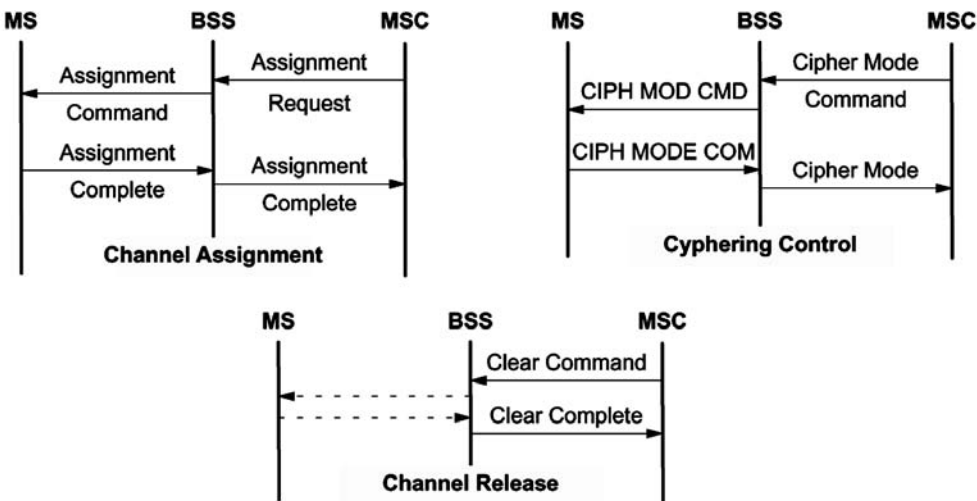 MS BSS MSC
Assignment
Request
Assignment
Command
Assignment
Complete
Assignment
Complete
Channel Assignment
MS BSS MSC
Cipher Mode
Command
CIPH MOD CMD
CIPH MODE COM
Cipher Mode
Cyphering Control
MS BSS MSC
Clear Command
Clear Complete
Channel Release